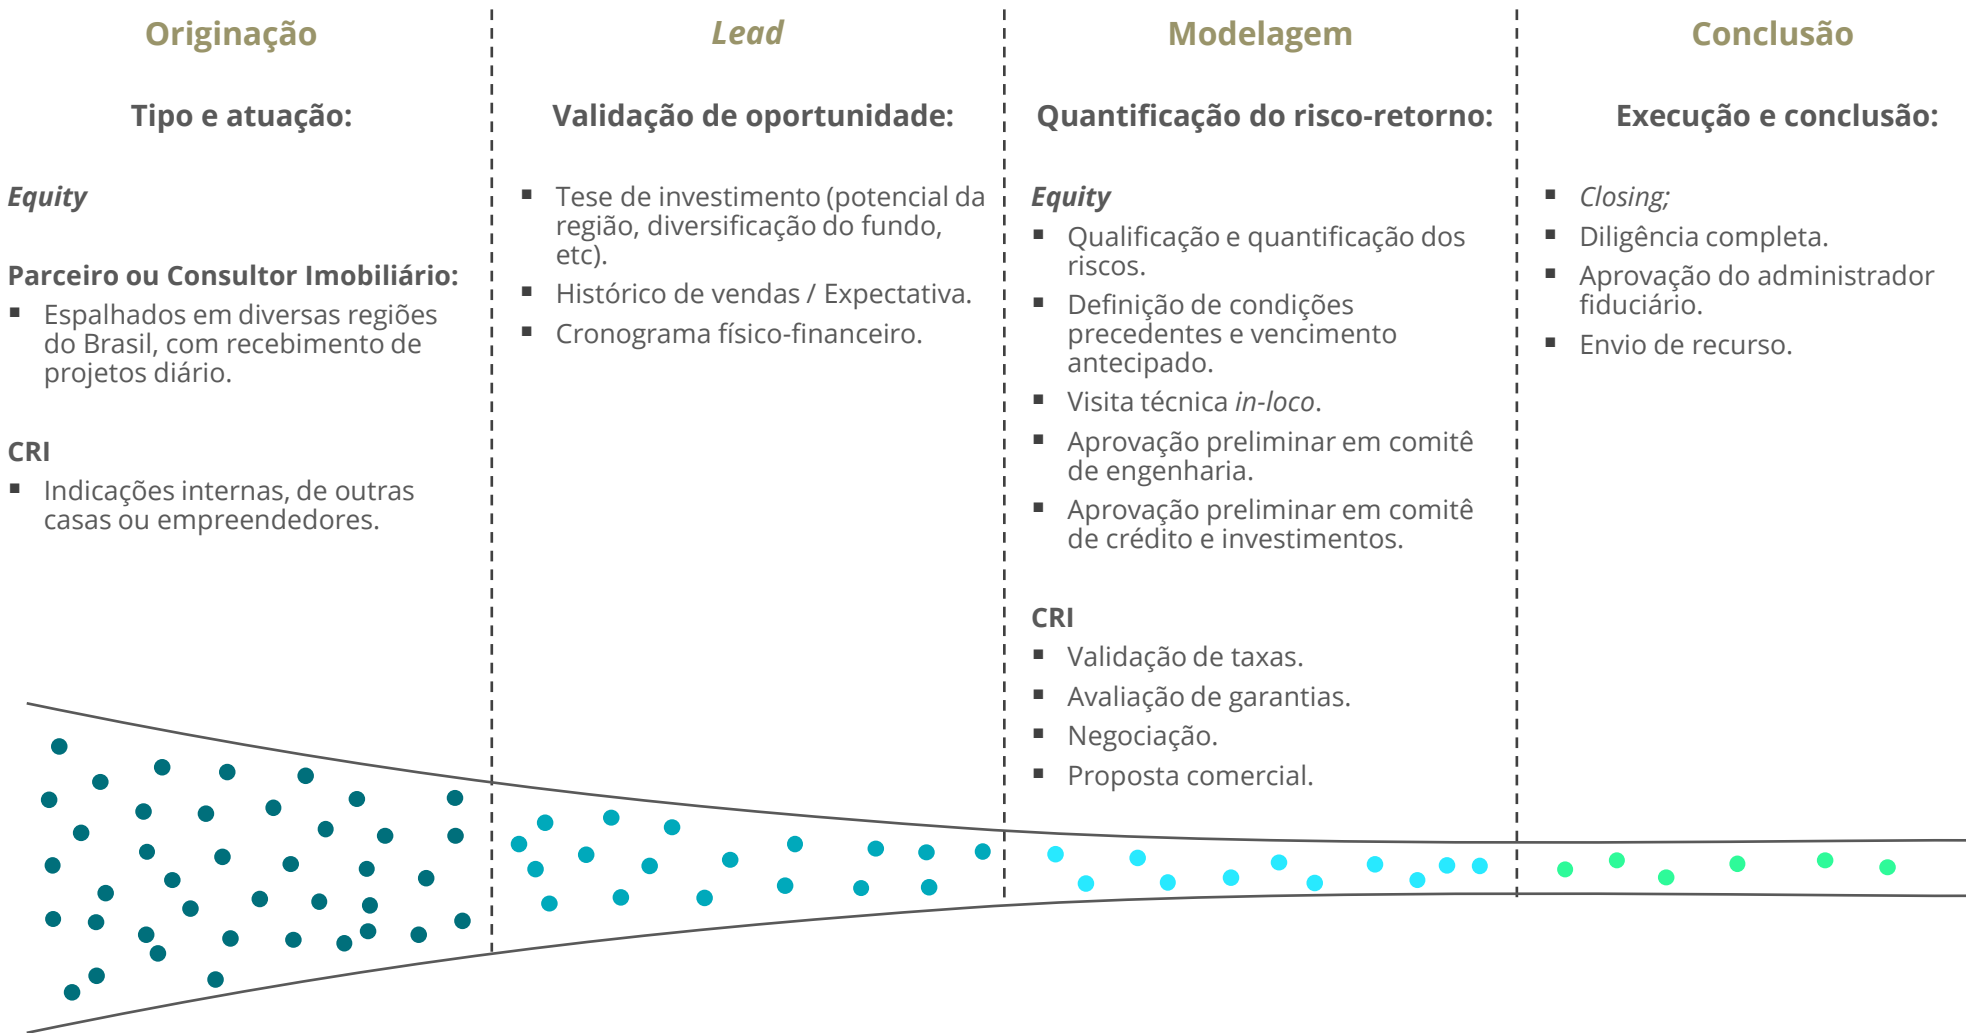 Originação
Tipo e atuação:
Equity
Parceiro ou Consultor Imobiliário:
▪ Espalhados em diversas regiões
do Brasil, com recebimento de
projetos diário.
CRI
▪ Indicações internas, de outras
casas ou empreendedores.
Lead
Validação de oportunidade:
▪ Tese de investimento (potencial da
região, diversificação do fundo,
etc).
▪ Histórico de vendas / Expectativa.
▪ Cronograma físico-financeiro.
Modelagem
Quantificação do risco-retorno:
Equity
▪ Qualificação e quantificação dos
riscos.
▪ Definição de condições
precedentes e vencimento
antecipado.
▪ Visita técnica in-loco.
▪ Aprovação preliminar em comitê
de engenharia.
▪ Aprovação preliminar em comitê
de crédito e investimentos.
CRI
▪ Validação de taxas.
▪ Avaliação de garantias.
▪ Negociação.
▪ Proposta comercial.
Conclusão
Execução e conclusão:
▪ Closing;
▪ Diligência completa.
▪ Aprovação do administrador
fiduciário.
▪ Envio de recurso.